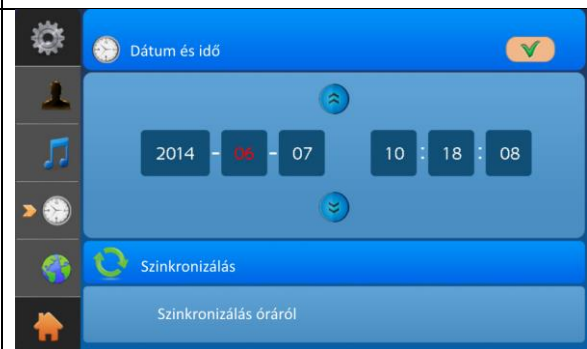 Dátum és idő
2014 - 06 - 07 10 : 18 : 08
Szinkronizálás
Szinkronizálás óráról